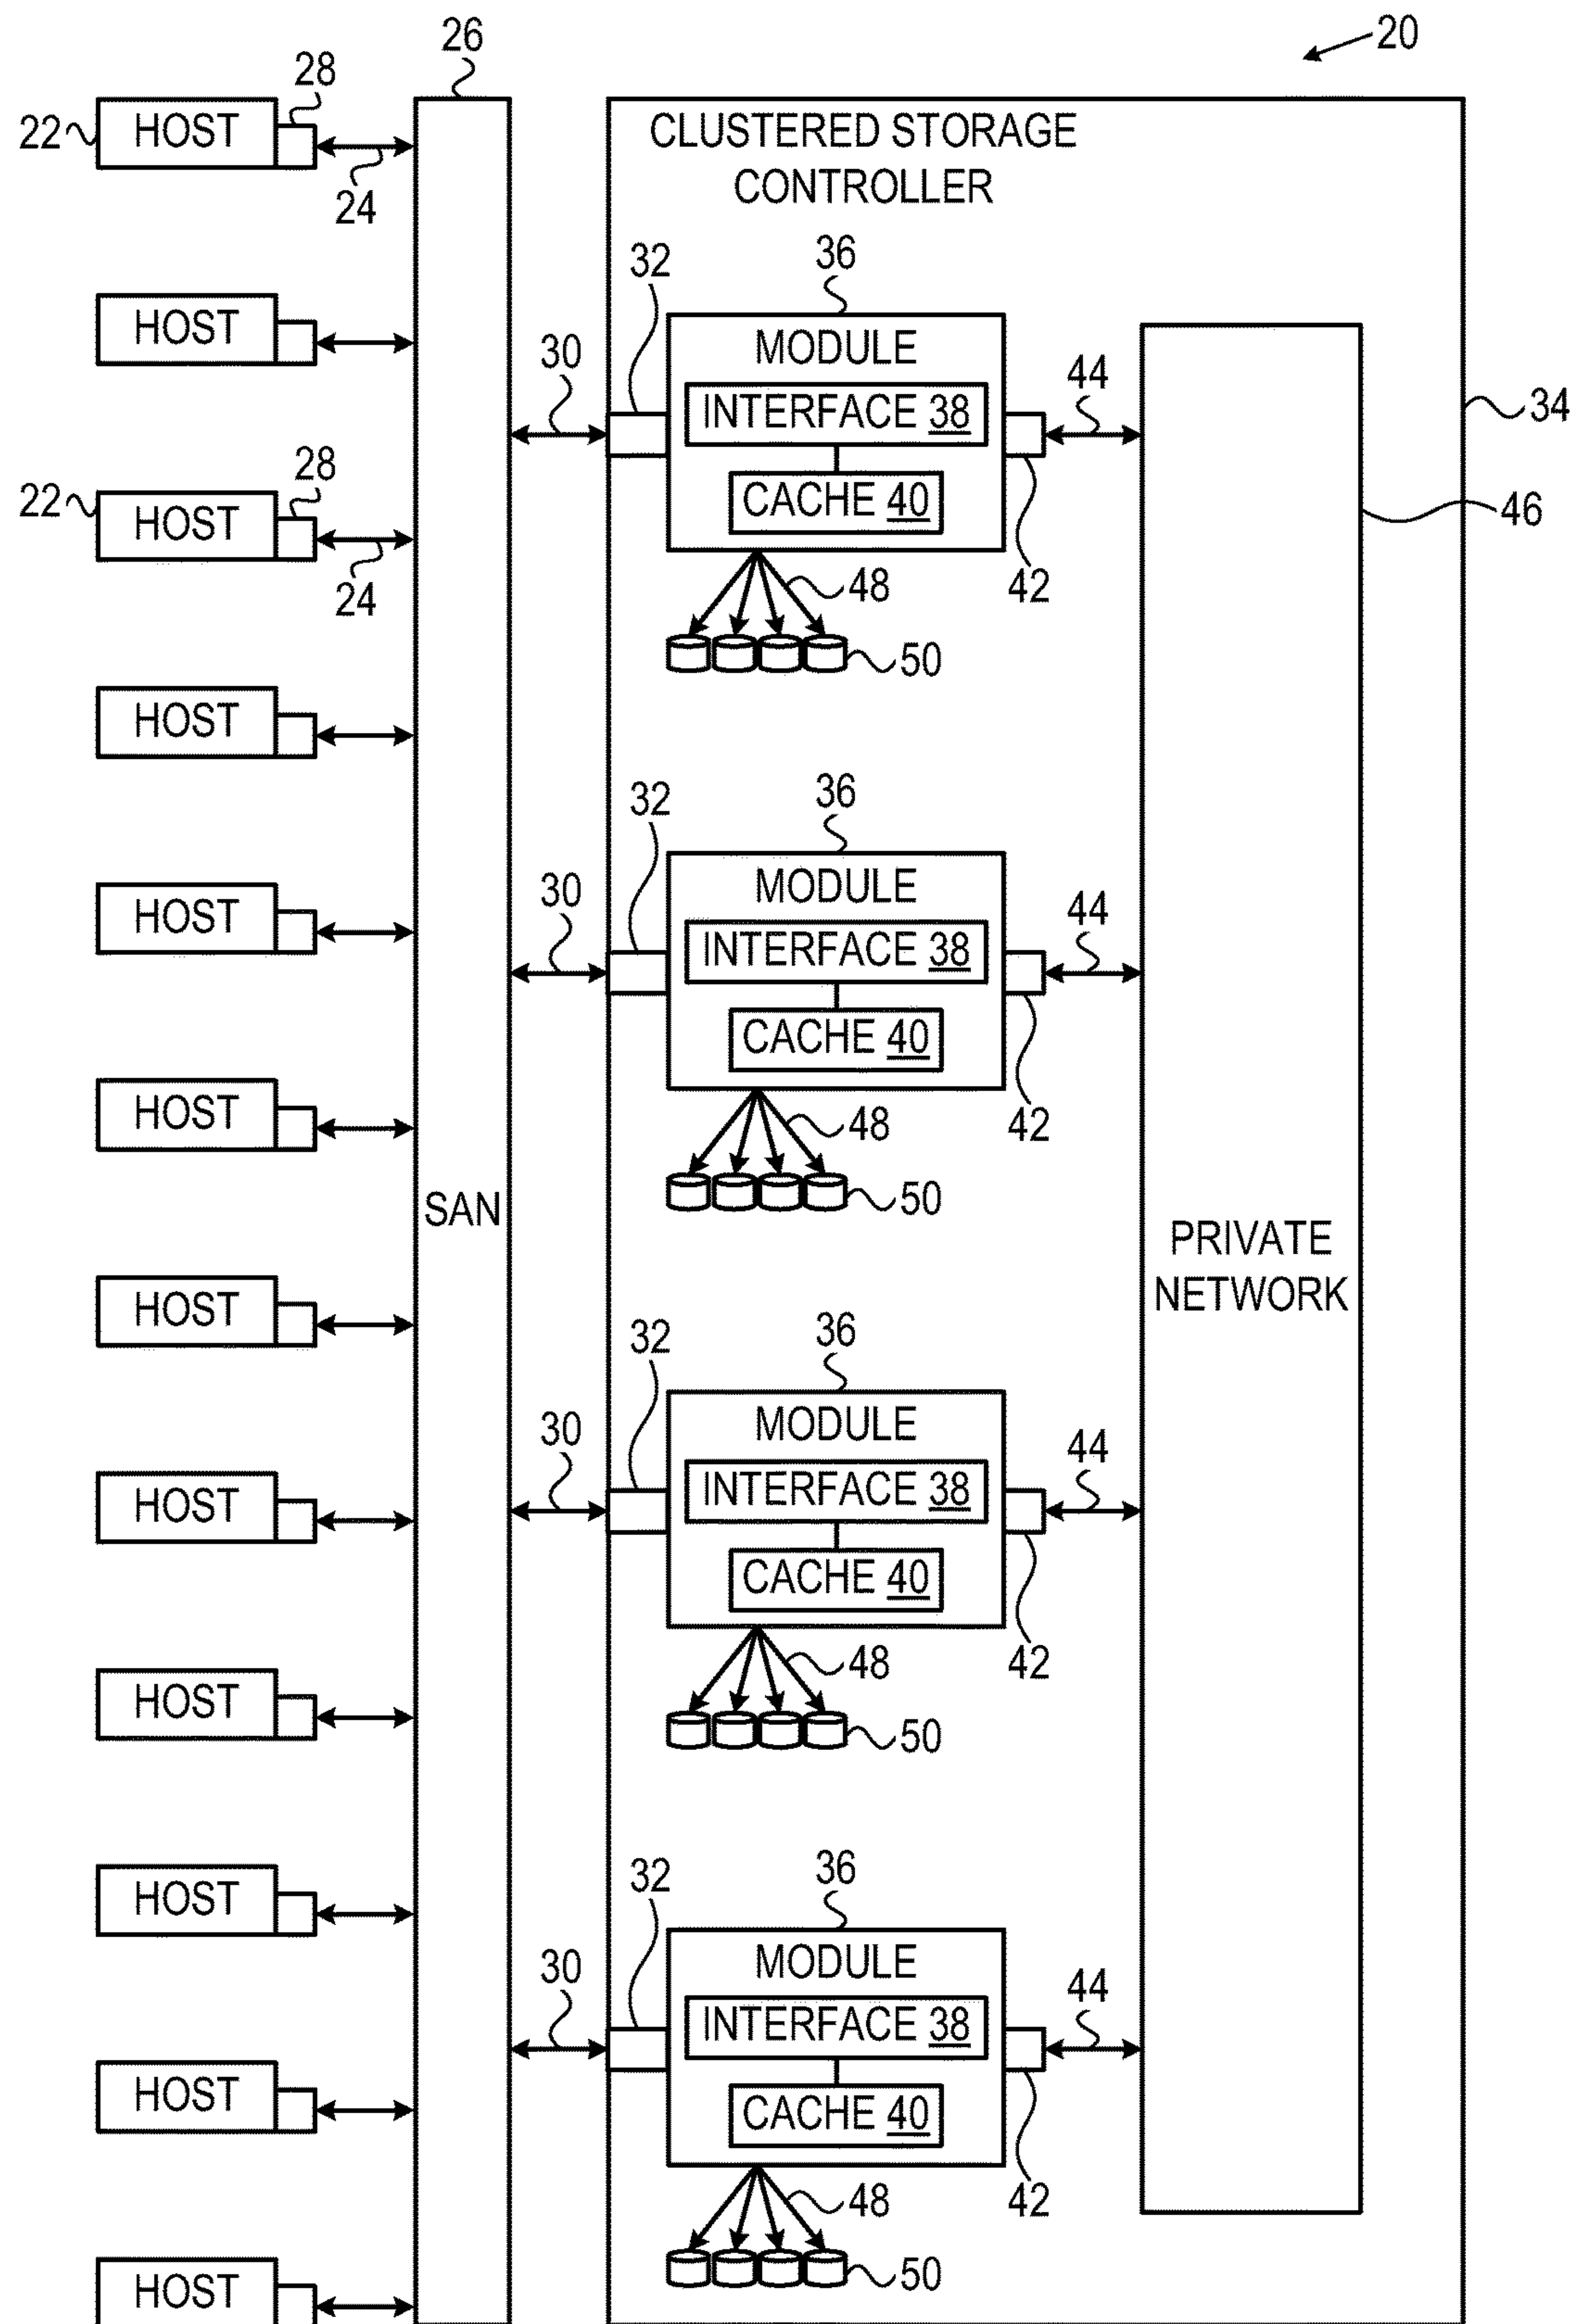 20
26
28
22 HOST
24
CLUSTERED STORAGE
CONTROLLER
HOST
28
22 HOST
24
HOST
HOST
HOST
HOST
HOST
HOST
HOST
HOST
HOST
SAN
32
36
30
MODULE
INTERFACE 38
CACHE 40
44
42
48
50
32
36
30
MODULE
INTERFACE 38
CACHE 40
44
42
48
50
32
36
30
MODULE
INTERFACE 38
CACHE 40
44
42
48
50
32
36
30
MODULE
INTERFACE 38
CACHE 40
44
42
48
50
PRIVATE
NETWORK
34
46